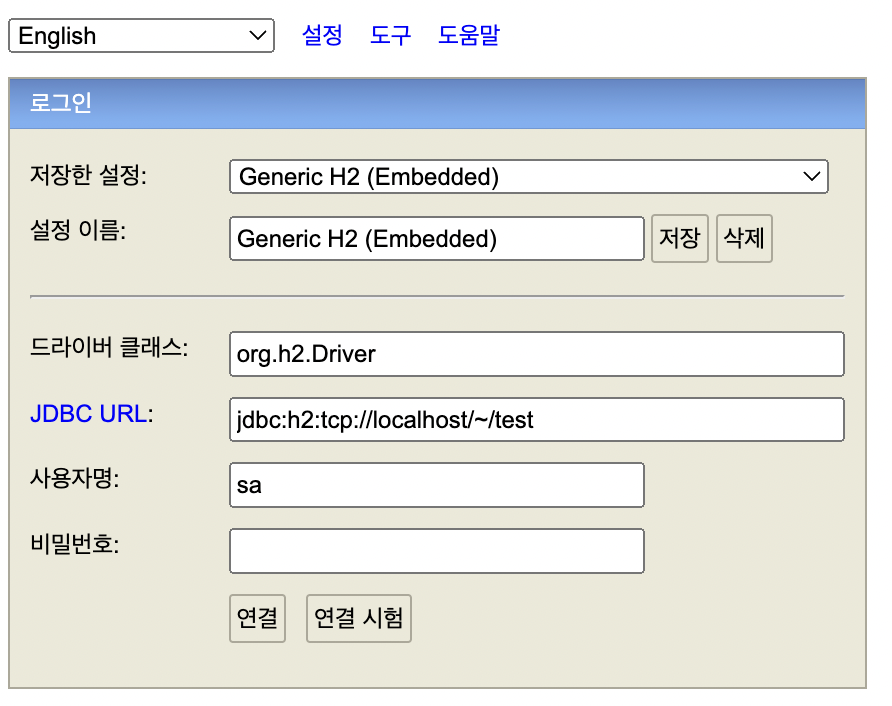 English 설정 도구 도움말
로그인
저장한 설정: Generic H2 (Embedded)
설정 이름: Generic H2 (Embedded) 저장 삭제
드라이버 클래스: org.h2.Driver
JDBC URL: jdbc:h2:tcp://localhost/~/test
사용자명: sa
비밀번호:
연결 연결 시험